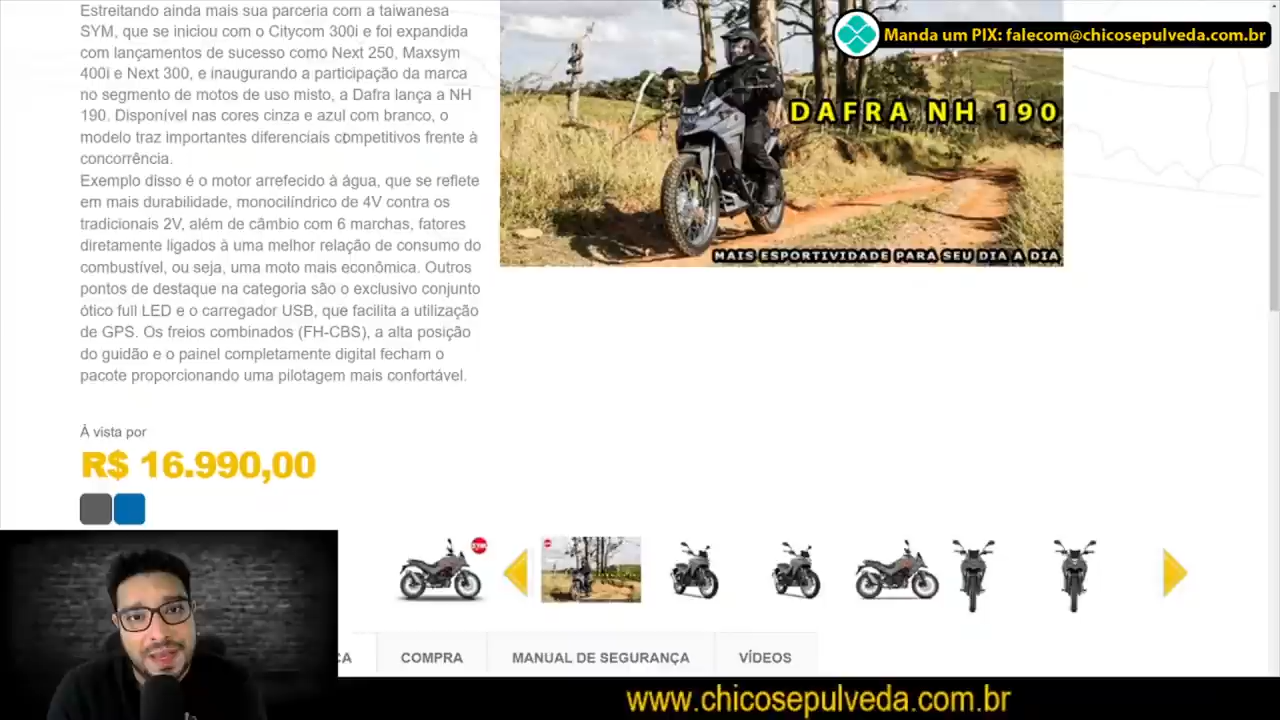 Estreitando ainda mais sua parceria com a taiwanesa
SYM, que se iniciou com o Citycom 300i e foi expandida
com lançamentos de sucesso como Next 250, Maxsym
400i e Next 300, e inaugurando a participação da marca
no segmento de motos de uso misto, a Dafra lança a NH
190. Disponível nas cores cinza e azul com branco, o
modelo traz importantes diferenciais competitivos frente à
concorrência.
Exemplo disso é o motor arrefecido à água, que se reflete
em mais durabilidade, monocilíndrico de 4V contra os
tradicionais 2V, além de câmbio com 6 marchas, fatores
diretamente ligados à uma melhor relação de consumo do
combustível, ou seja, uma moto mais econômica. Outros
pontos de destaque na categoria são o exclusivo conjunto
ótico full LED e o carregador USB, que facilita a utilização
de GPS. Os freios combinados (FH-CBS), a alta posição
do guidão e o painel completamente digital fecham o
pacote proporcionando uma pilotagem mais confortável.
Manda um PIX: falecom@chicosepulveda.com.br
DAFRA NH 190
MAIS ESPORTIVIDADE PARA SEU DIA A DIA
À vista por
R$ 16.990,00
SYM
CA
COMPRA
MANUAL DE SEGURANÇA
VÍDEOS
www.chicosepulveda.com.br